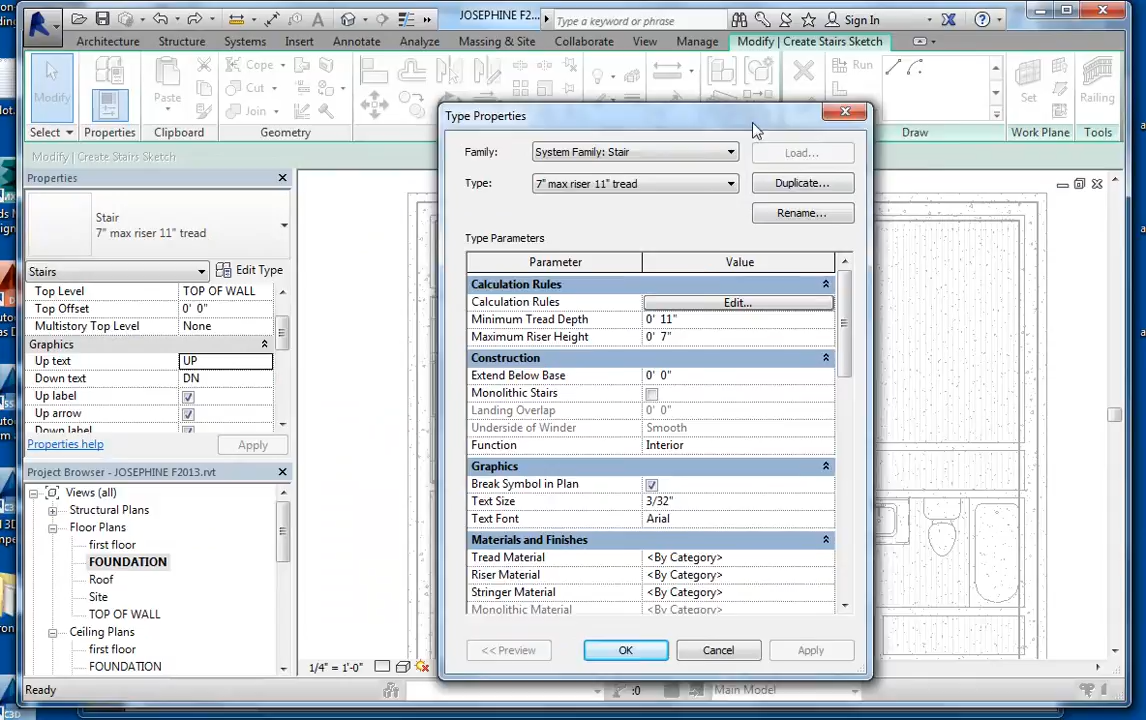 JOSEPHINE F2...
Type a keyword or phrase
Sign In
Architecture Structure Systems Insert Annotate Analyze Massing & Site Collaborate View Manage Modify | Create Stairs Sketch
Modify
Paste
Cope
Cut
Join
Run
Set
Railing
Select Properties Clipboard Geometry Draw Work Plane Tools
Modify | Create Stairs Sketch
Properties
Stair
7" max riser 11" tread
Stairs
Edit Type
Top Level TOP OF WALL
Top Offset 0' 0"
Multistory Top Level None
Graphics
Up text UP
Down text DN
Up label
Up arrow
Down label
Properties help
Apply
Project Browser - JOSEPHINE F2013.rvt
Views (all)
Structural Plans
Floor Plans
first floor
FOUNDATION
Roof
Site
TOP OF WALL
Ceiling Plans
first floor
FOUNDATION
Type Properties
Family: System Family: Stair Load...
Type: 7" max riser 11" tread Duplicate...
Rename...
Type Parameters
Parameter Value
Calculation Rules
Calculation Rules Edit...
Minimum Tread Depth 0' 11"
Maximum Riser Height 0' 7"
Construction
Extend Below Base 0' 0"
Monolithic Stairs
Landing Overlap 0' 0"
Underside of Winder Smooth
Function Interior
Graphics
Break Symbol in Plan
Text Size 3/32"
Text Font Arial
Materials and Finishes
Tread Material <By Category>
Riser Material <By Category>
Stringer Material <By Category>
Monolithic Material <By Category>
<< Preview OK Cancel Apply
1/4" = 1'-0"
Ready
:0
Main Model